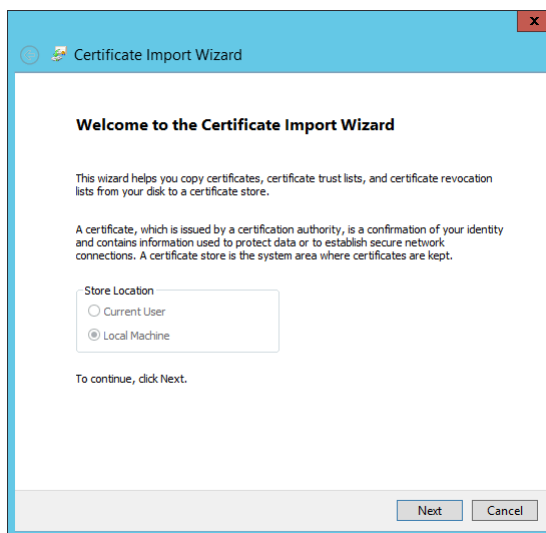 x
Certificate Import Wizard
Welcome to the Certificate Import Wizard
This wizard helps you copy certificates, certificate trust lists, and certificate revocation
lists from your disk to a certificate store.
A certificate, which is issued by a certification authority, is a confirmation of your identity
and contains information used to protect data or to establish secure network
connections. A certificate store is the system area where certificates are kept.
Store Location
Current User
Local Machine
To continue, click Next.
Next Cancel